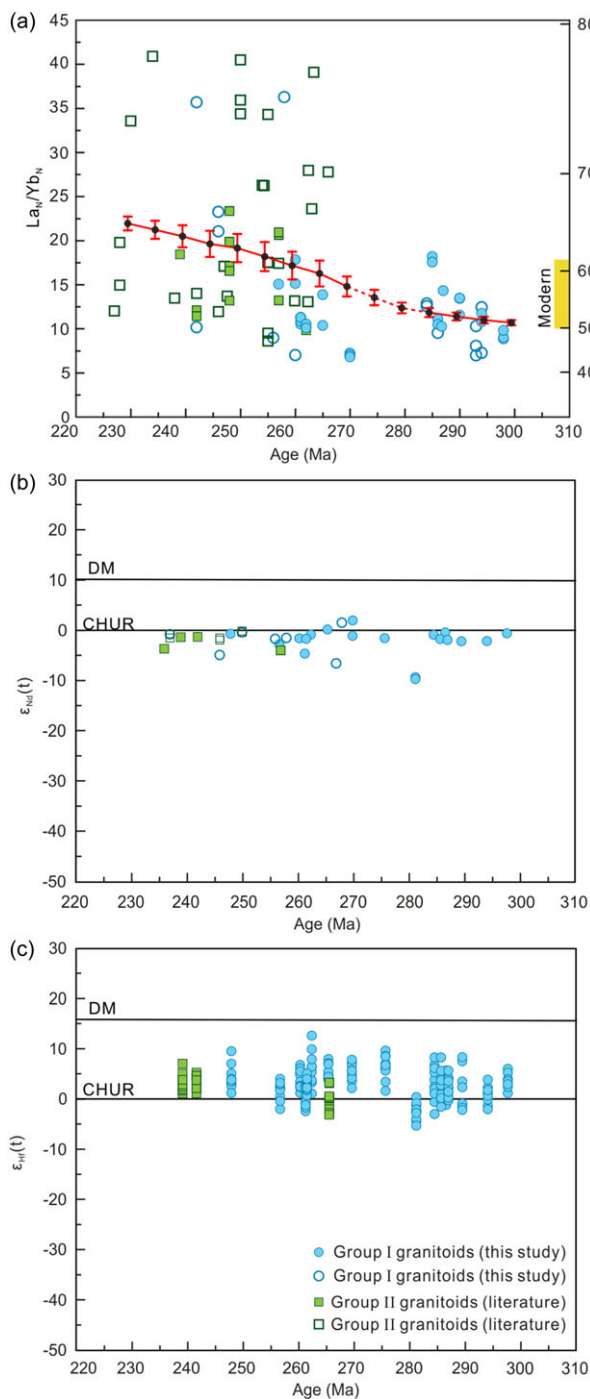 (a)
45
40
35
30
25
20
15
10
5
0
LaN/YbN
80
70
60
50
40
Modern
220 230 240 250 260 270 280 290 300 310
Age (Ma)
(b)
30
20
10
0
-10
-20
-30
-40
-50
εNd(t)
DM
CHUR
220 230 240 250 260 270 280 290 300 310
Age (Ma)
(c)
30
20
10
0
-10
-20
-30
-40
-50
εHf(t)
DM
CHUR
Group I granitoids (this study)
Group I granitoids (this study)
Group II granitoids (literature)
Group II granitoids (literature)
220 230 240 250 260 270 280 290 300 310
Age (Ma)